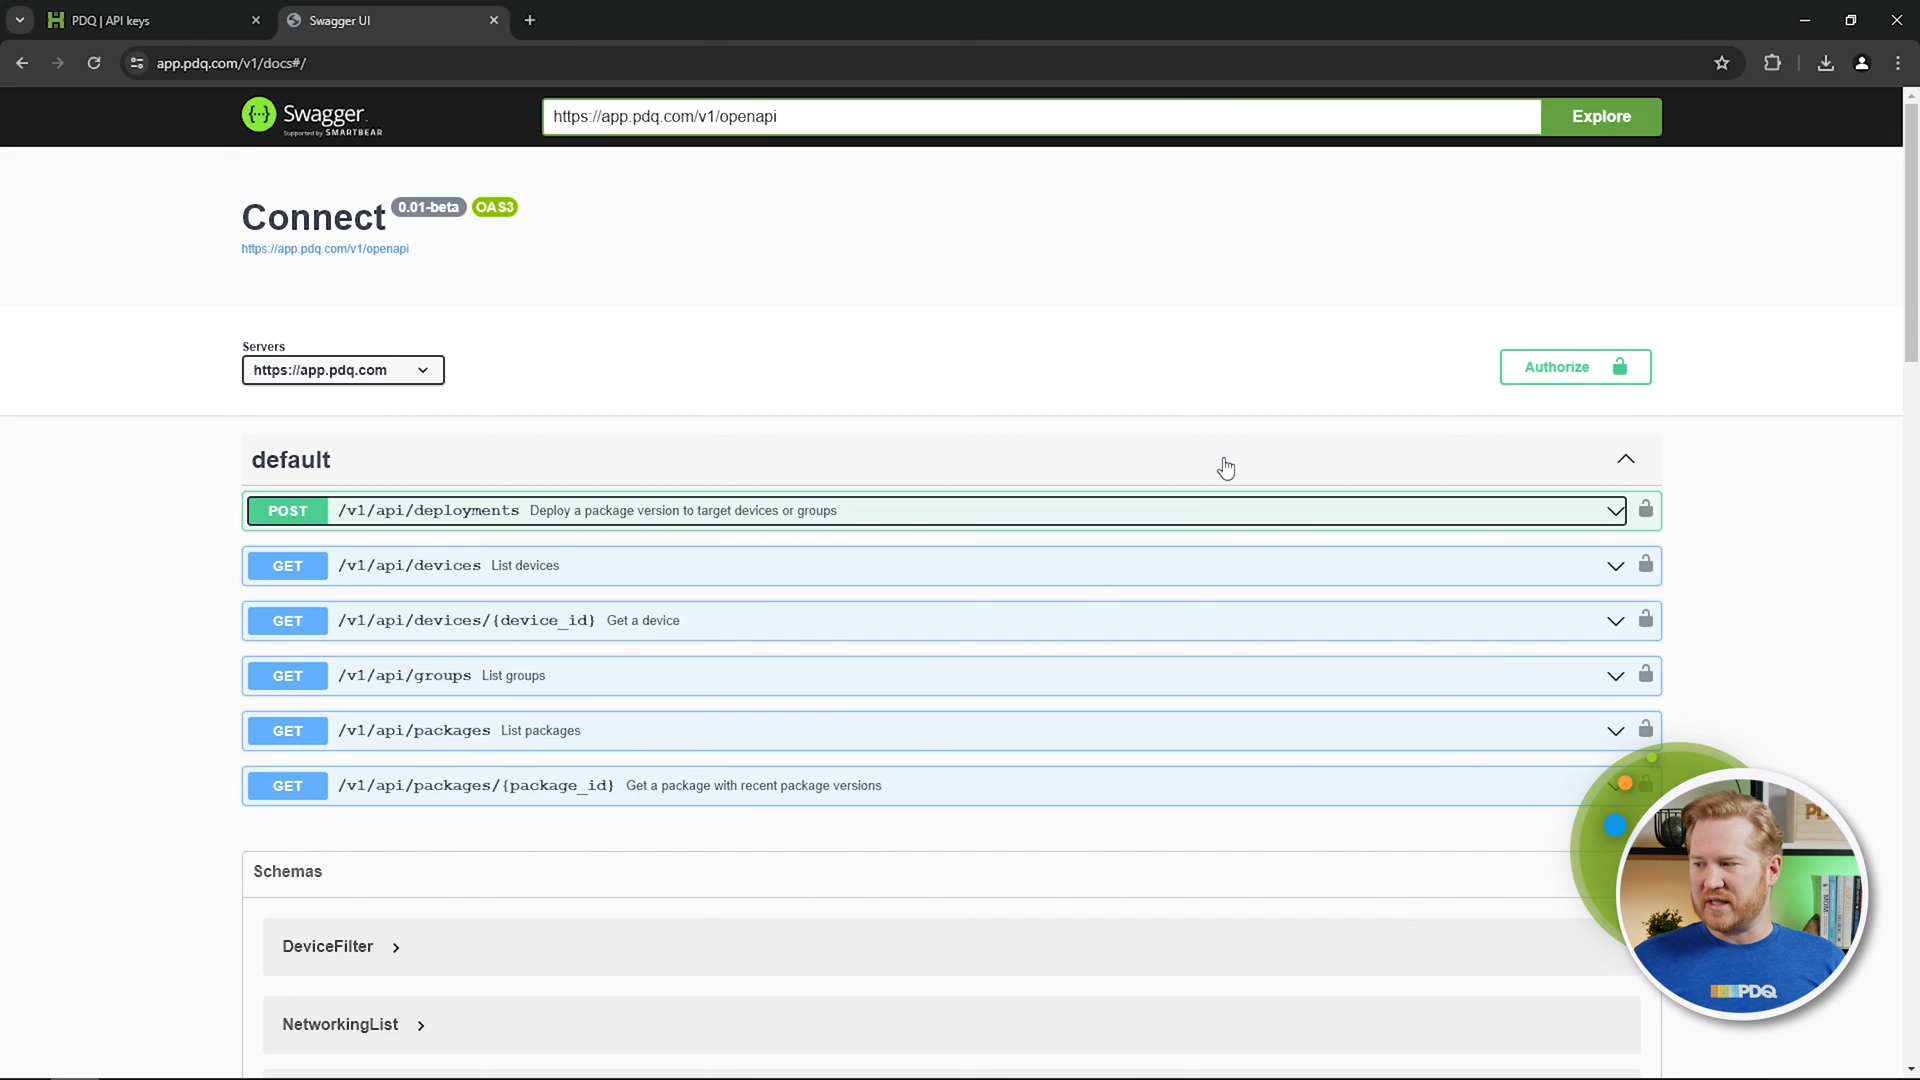 PDQ | API keys
Swagger UI
app.pdq.com/v1/docs#/
Swagger.
Supported by SMARTBEAR
https://app.pdq.com/v1/openapi
Explore
Connect 0.01-beta OAS3
https://app.pdq.com/v1/openapi
Servers
https://app.pdq.com
Authorize
default
POST /v1/api/deployments Deploy a package version to target devices or groups
GET /v1/api/devices List devices
GET /v1/api/devices/{device_id} Get a device
GET /v1/api/groups List groups
GET /v1/api/packages List packages
GET /v1/api/packages/{package_id} Get a package with recent package versions
Schemas
DeviceFilter
NetworkingList
PDQ